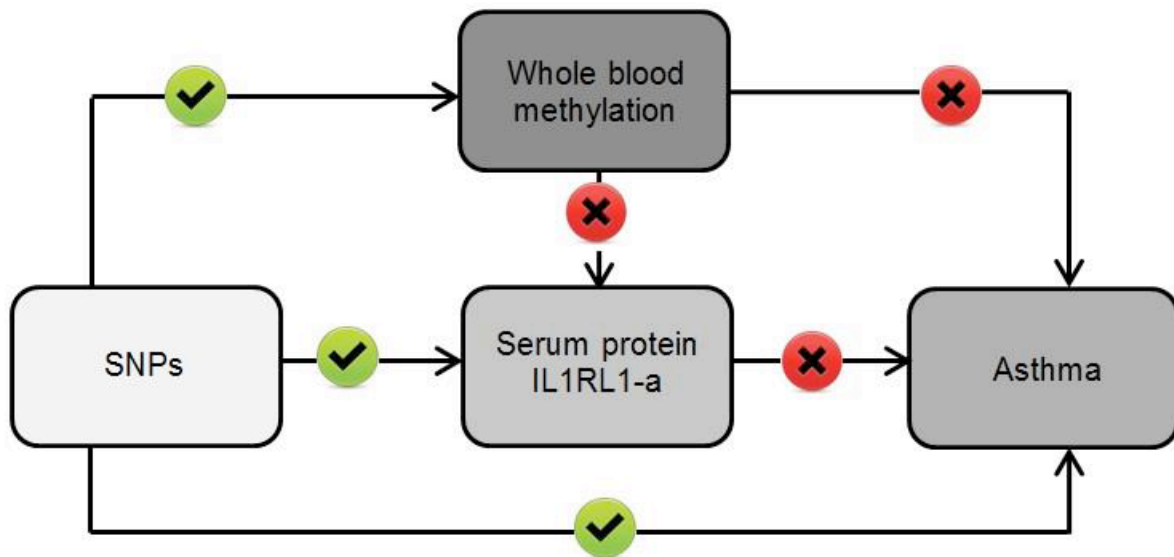 Whole blood
methylation
SNPs
Serum protein
IL1RL1-a
Asthma